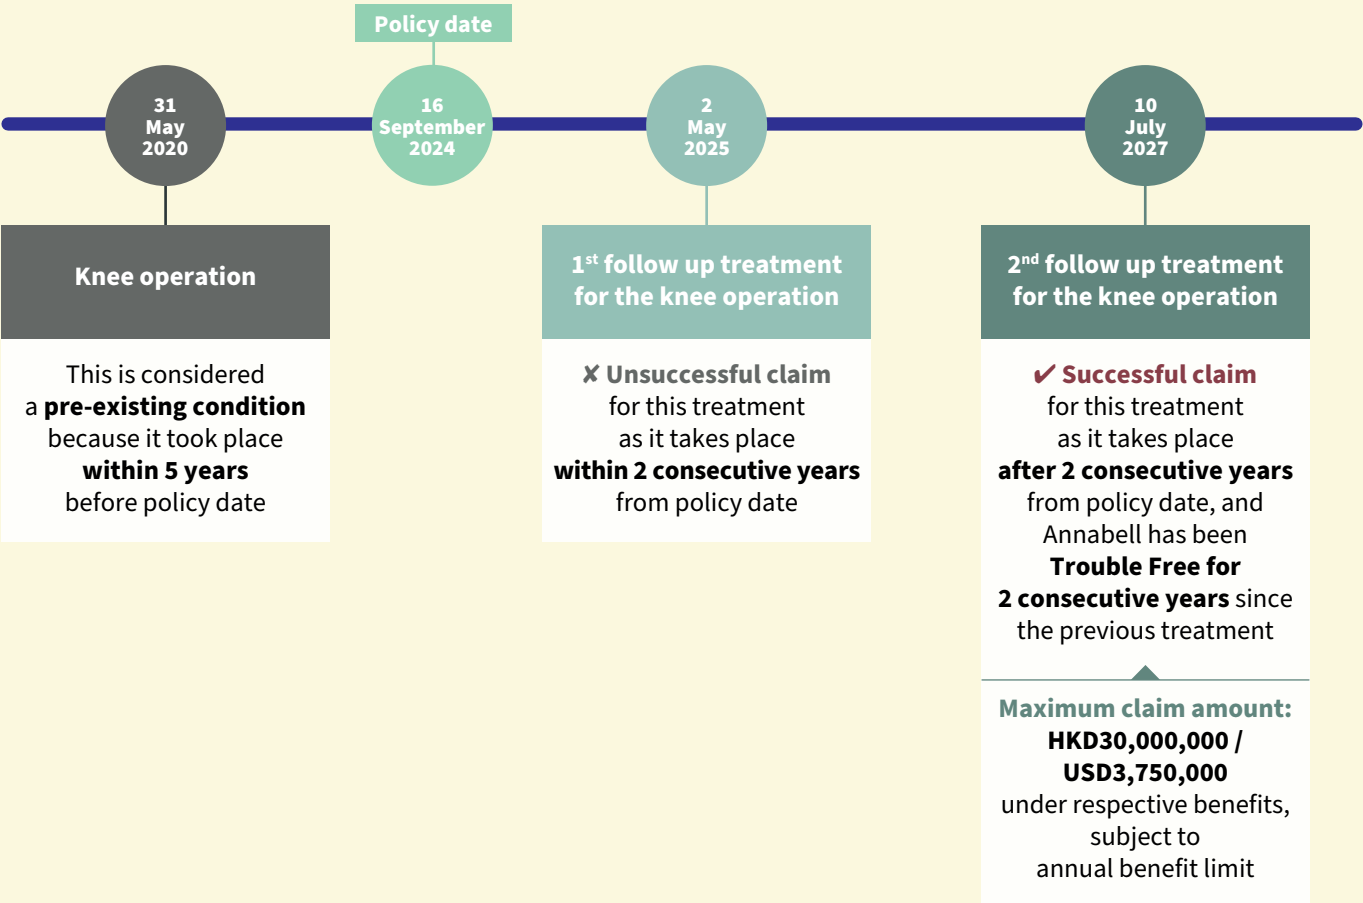 Policy date
31
May
2020
16
September
2024
2
May
2025
10
July
2027
Knee operation
This is considered
a pre-existing condition
because it took place
within 5 years
before policy date
1st follow up treatment
for the knee operation
✘ Unsuccessful claim
for this treatment
as it takes place
within 2 consecutive years
from policy date
2nd follow up treatment
for the knee operation
✔ Successful claim
for this treatment
as it takes place
after 2 consecutive years
from policy date, and
Annabell has been
Trouble Free for
2 consecutive years since
the previous treatment
Maximum claim amount:
HKD30,000,000 /
USD3,750,000
under respective benefits,
subject to
annual benefit limit